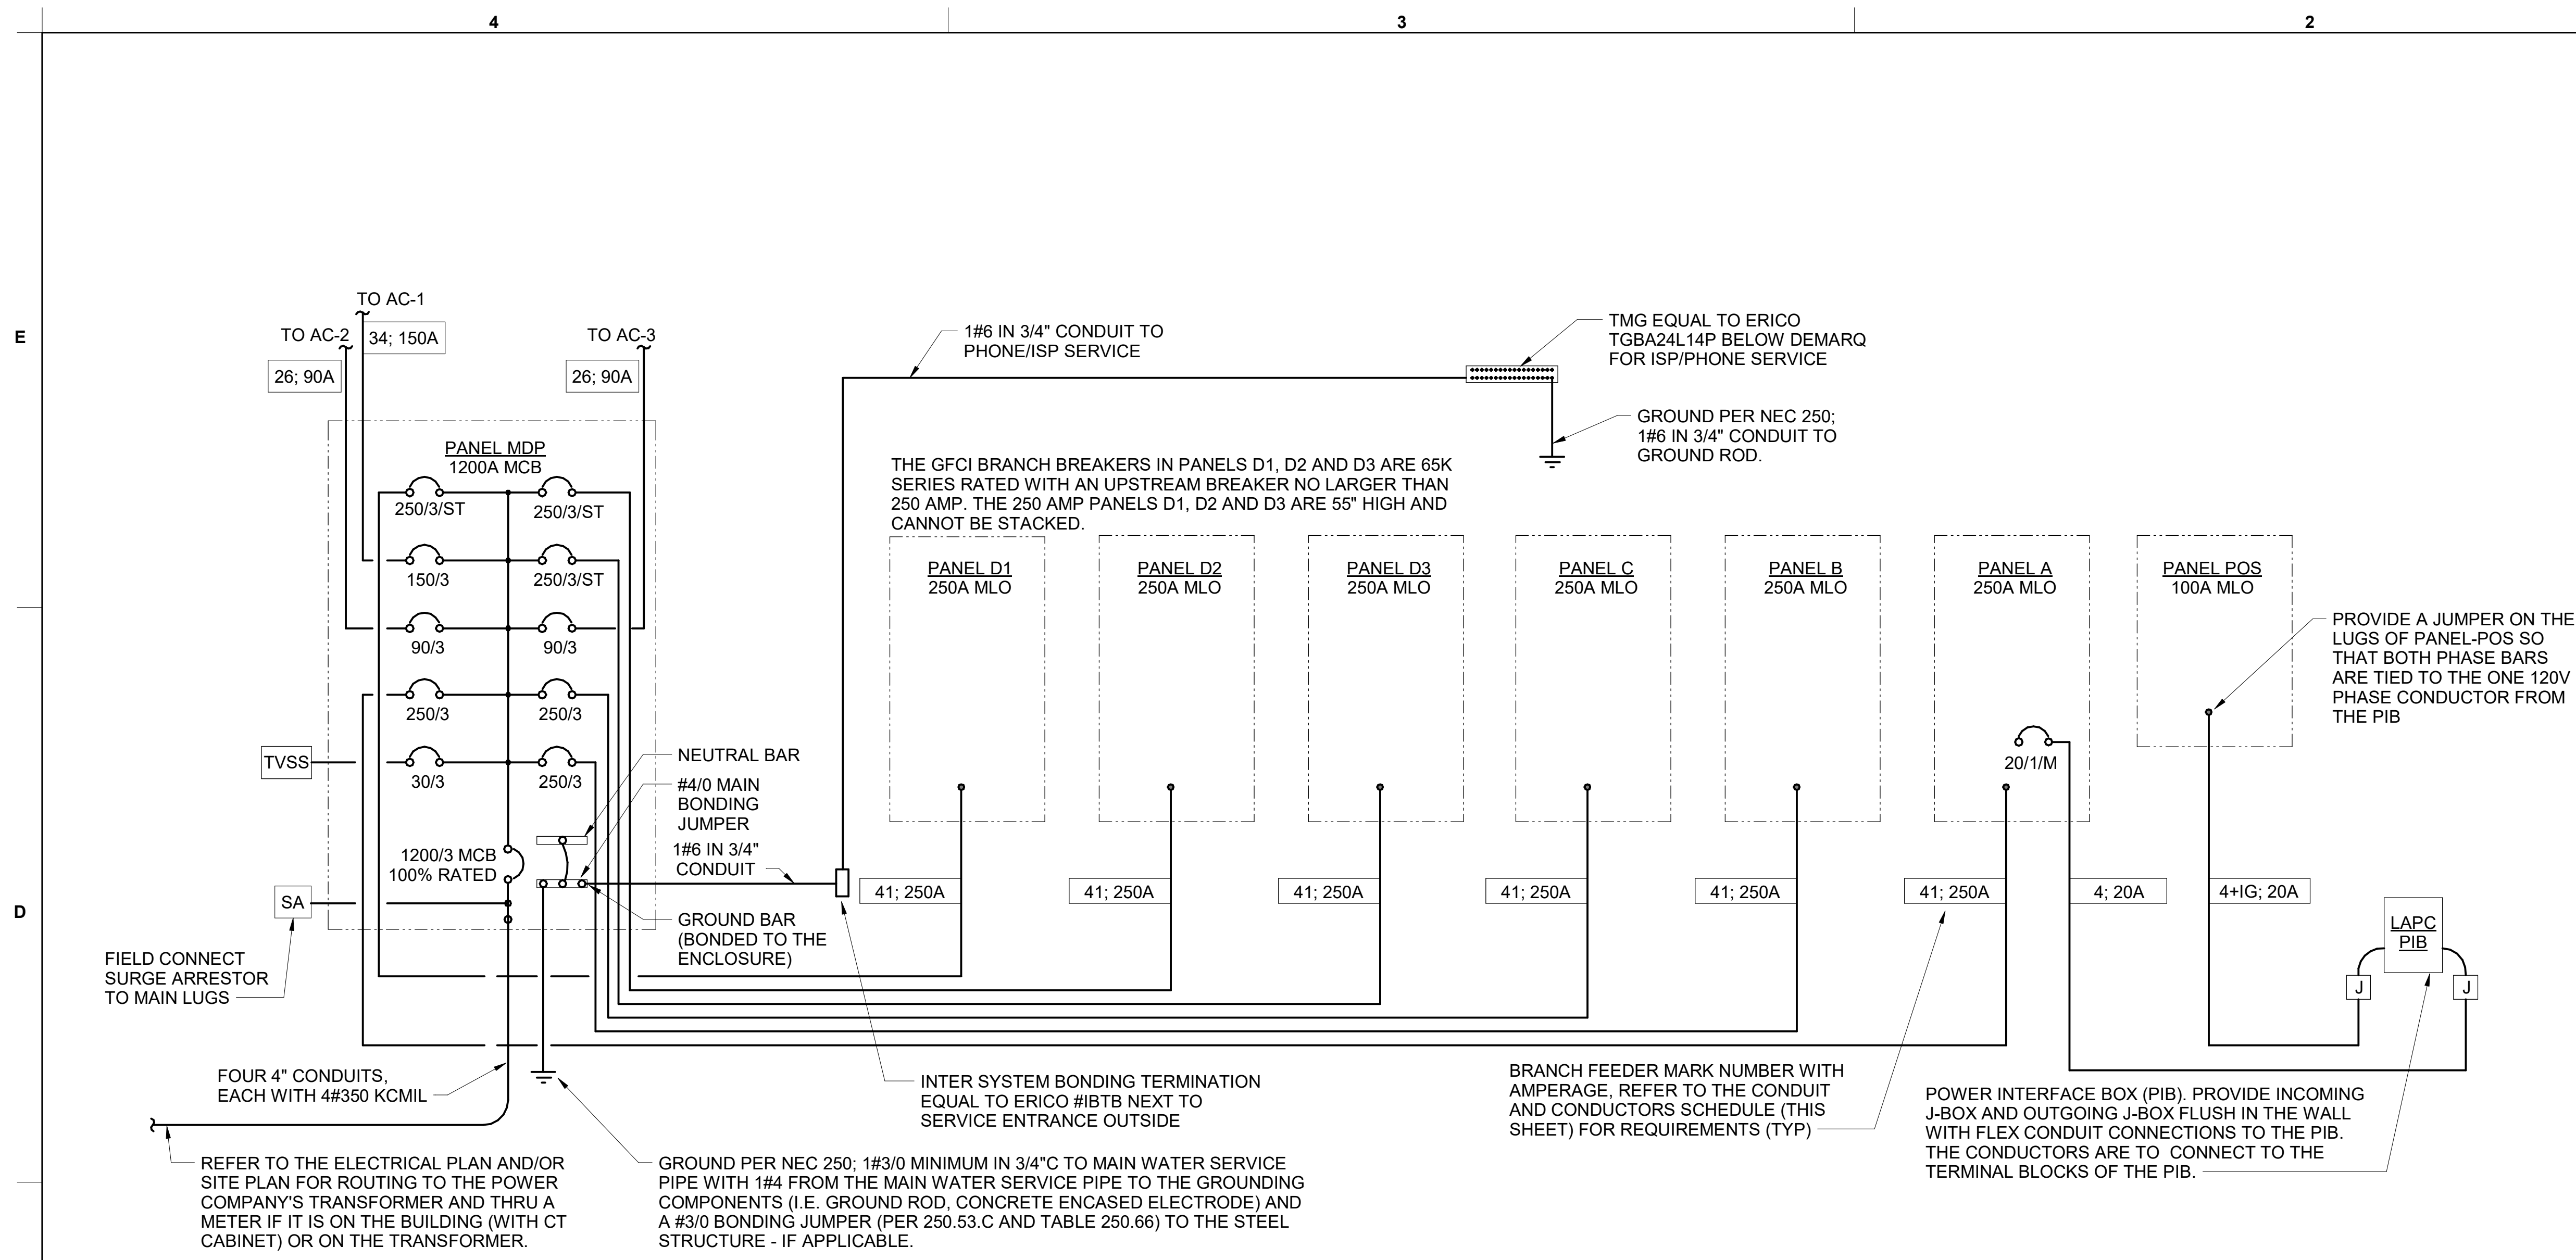 4
3
2
E
D
TO AC-1
34; 150A
TO AC-2
26; 90A
TO AC-3
26; 90A
PANEL MDP
1200A MCB
250/3/ST
250/3/ST
150/3
250/3/ST
90/3
90/3
250/3
250/3
30/3
250/3
TVSS
1200/3 MCB
100% RATED
SA
FIELD CONNECT
SURGE ARRESTOR
TO MAIN LUGS
NEUTRAL BAR
#4/0 MAIN
BONDING
JUMPER
1#6 IN 3/4"
CONDUIT
GROUND BAR
(BONDED TO THE
ENCLOSURE)
FOUR 4" CONDUITS,
EACH WITH 4#350 KCMIL
REFER TO THE ELECTRICAL PLAN AND/OR
SITE PLAN FOR ROUTING TO THE POWER
COMPANY'S TRANSFORMER AND THRU A
METER IF IT IS ON THE BUILDING (WITH CT
CABINET) OR ON THE TRANSFORMER.
GROUND PER NEC 250; 1#3/0 MINIMUM IN 3/4"C TO MAIN WATER SERVICE
PIPE WITH 1#4 FROM THE MAIN WATER SERVICE PIPE TO THE GROUNDING
COMPONENTS (I.E. GROUND ROD, CONCRETE ENCASED ELECTRODE) AND
A #3/0 BONDING JUMPER (PER 250.53.C AND TABLE 250.66) TO THE STEEL
STRUCTURE - IF APPLICABLE.
1#6 IN 3/4" CONDUIT TO
PHONE/ISP SERVICE
TMG EQUAL TO ERICO
TGBA24L14P BELOW DEMARQ
FOR ISP/PHONE SERVICE
GROUND PER NEC 250;
1#6 IN 3/4" CONDUIT TO
GROUND ROD.
THE GFCI BRANCH BREAKERS IN PANELS D1, D2 AND D3 ARE 65K
SERIES RATED WITH AN UPSTREAM BREAKER NO LARGER THAN
250 AMP. THE 250 AMP PANELS D1, D2 AND D3 ARE 55" HIGH AND
CANNOT BE STACKED.
PANEL D1
250A MLO
PANEL D2
250A MLO
PANEL D3
250A MLO
PANEL C
250A MLO
PANEL B
250A MLO
PANEL A
250A MLO
PANEL POS
100A MLO
20/1/M
PROVIDE A JUMPER ON THE
LUGS OF PANEL-POS SO
THAT BOTH PHASE BARS
ARE TIED TO THE ONE 120V
PHASE CONDUCTOR FROM
THE PIB
41; 250A
41; 250A
41; 250A
41; 250A
41; 250A
41; 250A
4; 20A
4+IG; 20A
LAPC
PIB
J
J
INTER SYSTEM BONDING TERMINATION
EQUAL TO ERICO #IBTB NEXT TO
SERVICE ENTRANCE OUTSIDE
BRANCH FEEDER MARK NUMBER WITH
AMPERAGE, REFER TO THE CONDUIT
AND CONDUCTORS SCHEDULE (THIS
SHEET) FOR REQUIREMENTS (TYP)
POWER INTERFACE BOX (PIB). PROVIDE INCOMING
J-BOX AND OUTGOING J-BOX FLUSH IN THE WALL
WITH FLEX CONDUIT CONNECTIONS TO THE PIB.
THE CONDUCTORS ARE TO  CONNECT TO THE
TERMINAL BLOCKS OF THE PIB.